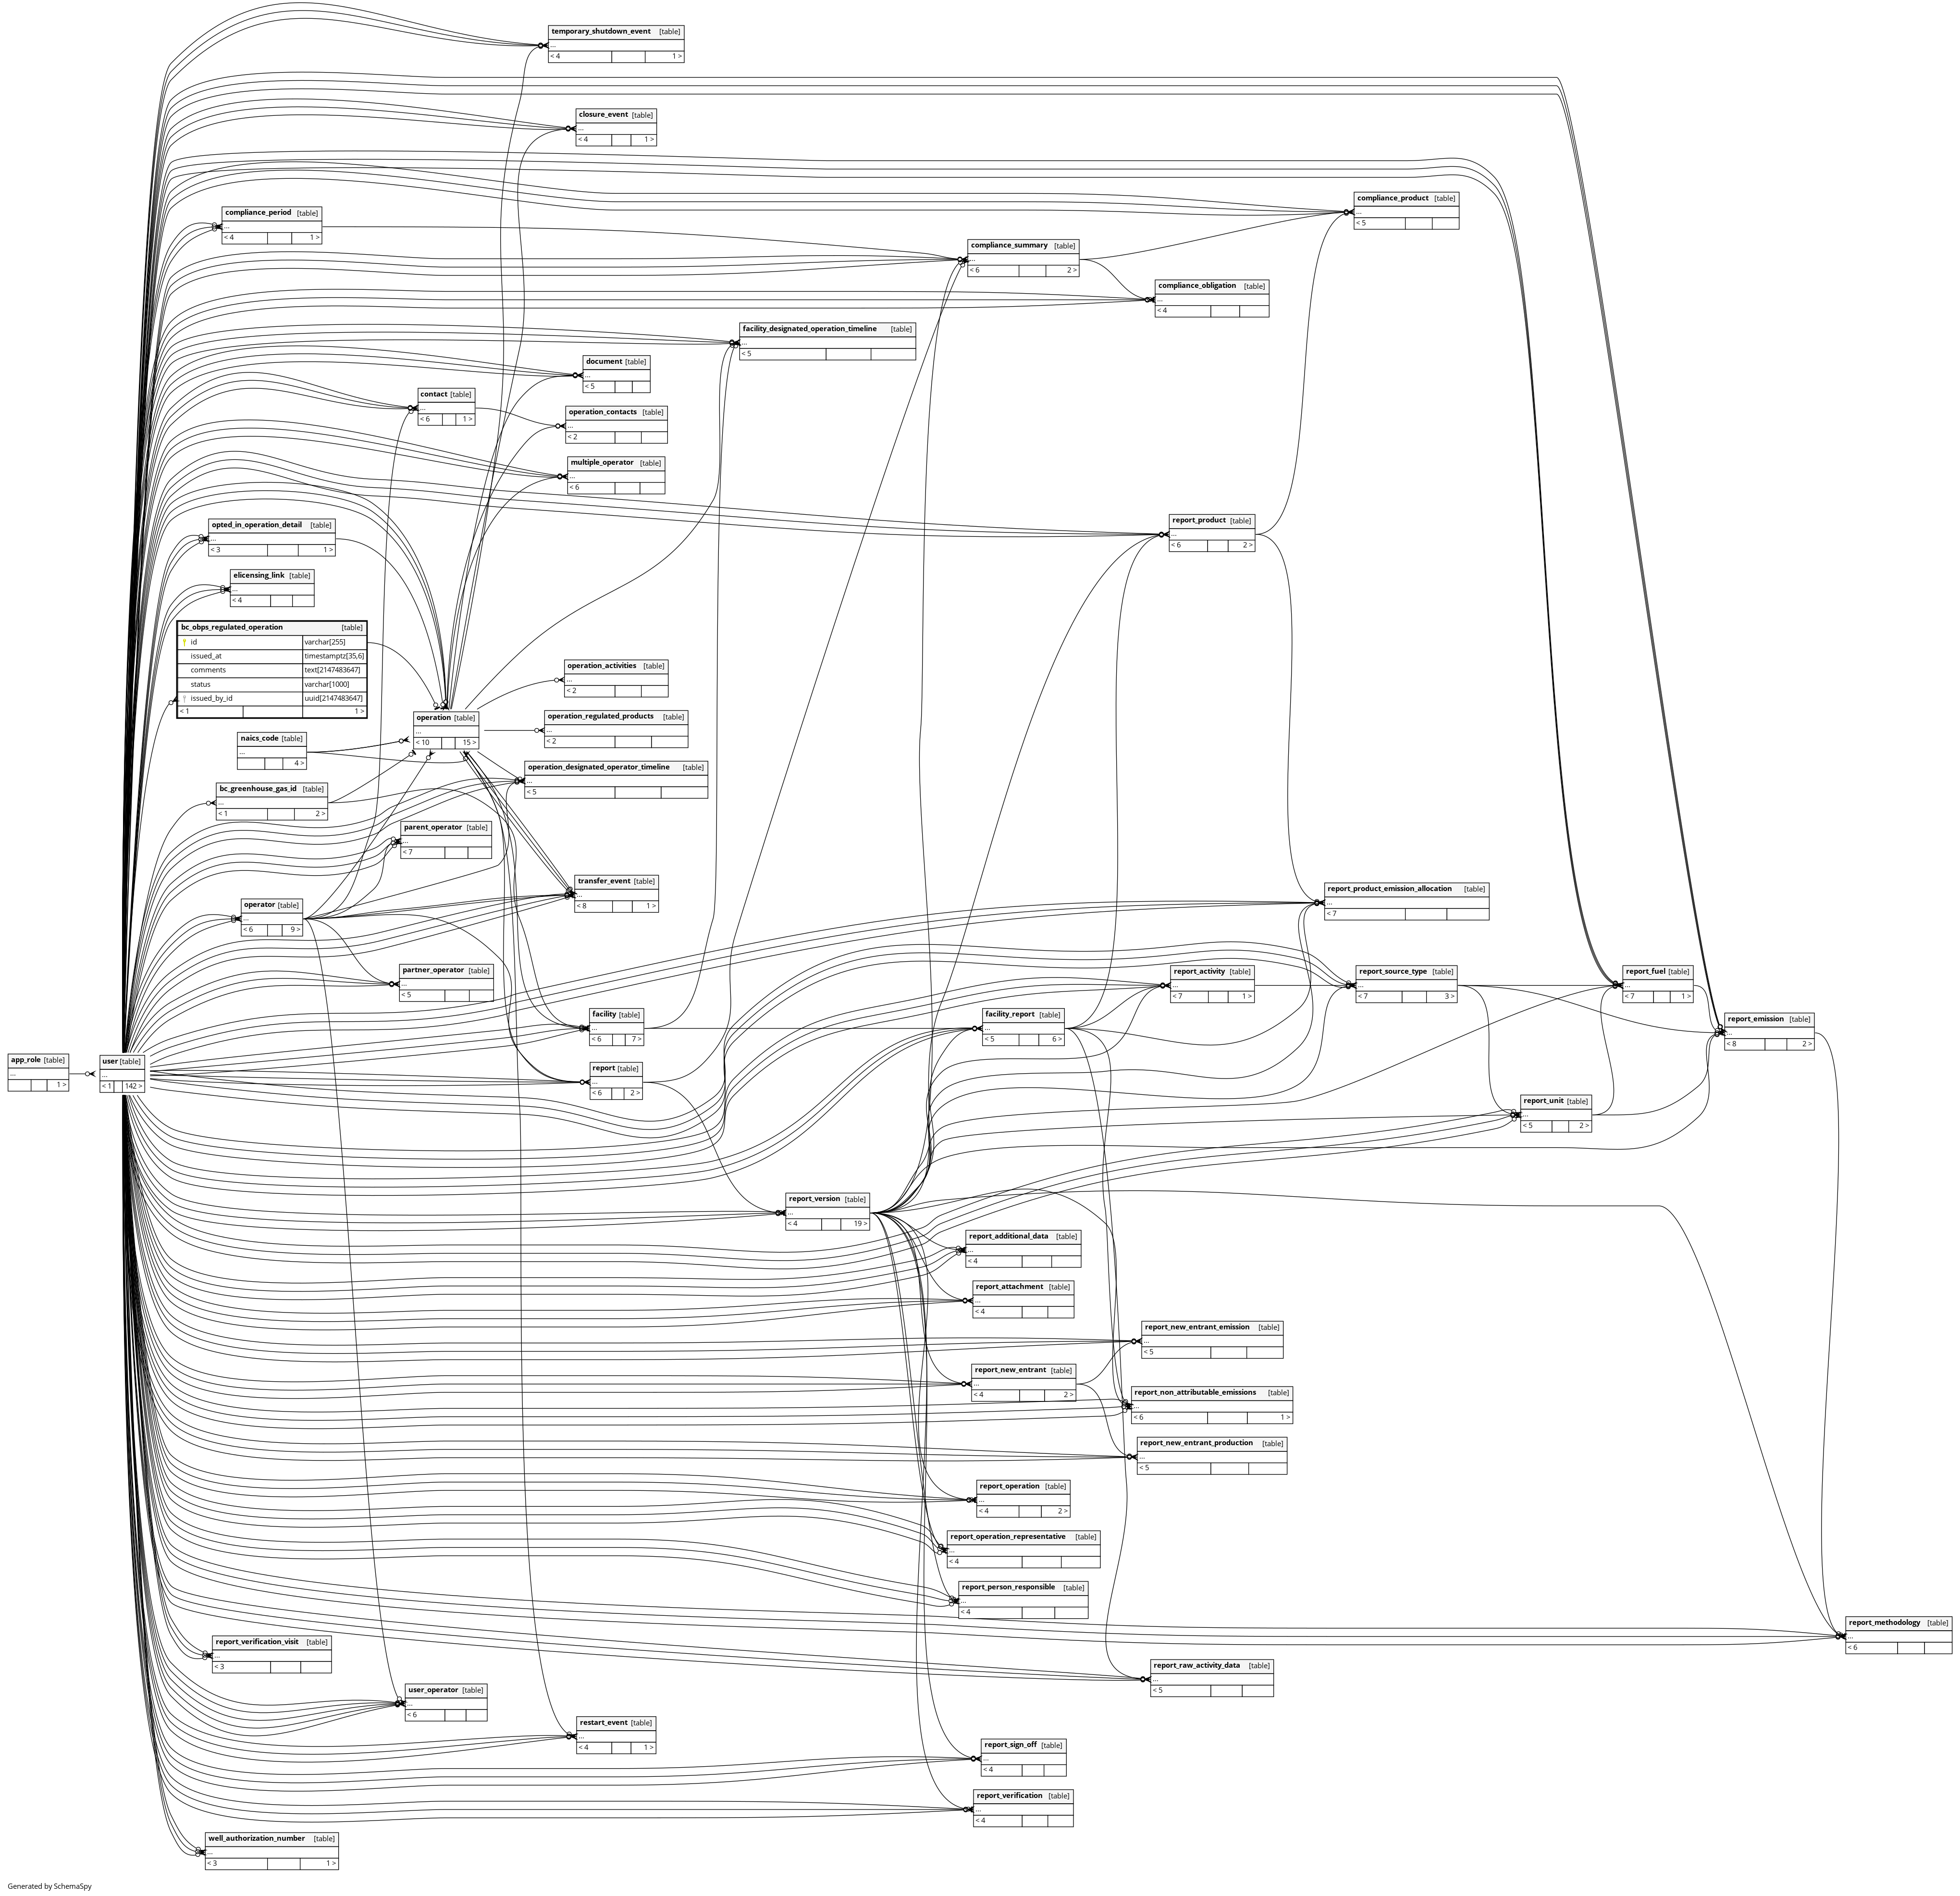 temporary_shutdown_event [table]
...
< 4 1 >
closure_event [table]
...
< 4 1 >
compliance_product [table]
...
< 5
compliance_period [table]
...
< 4 1 >
compliance_summary [table]
...
< 6 2 >
compliance_obligation [table]
...
< 4
facility_designated_operation_timeline [table]
...
< 5
document [table]
...
< 5
contact [table]
...
< 6 1 >
operation_contacts [table]
...
< 2
multiple_operator [table]
...
< 6
report_product [table]
...
< 6 2 >
opted_in_operation_detail [table]
...
< 3 1 >
elicensing_link [table]
...
< 4
bc_obps_regulated_operation [table]
id varchar[255]
issued_at timestamptz[35,6]
comments text[2147483647]
status varchar[1000]
issued_by_id uuid[2147483647]
< 1 1 >
operation_activities [table]
...
< 2
operation [table]
...
< 10 15 >
operation_regulated_products [table]
...
< 2
naics_code [table]
...
4 >
operation_designated_operator_timeline [table]
...
< 5
bc_greenhouse_gas_id [table]
...
< 1 2 >
parent_operator [table]
...
< 7
transfer_event [table]
...
< 8 1 >
report_product_emission_allocation [table]
...
< 7
operator [table]
...
< 6 9 >
partner_operator [table]
...
< 5
report_activity [table]
...
< 7 1 >
report_source_type [table]
...
< 7 3 >
report_fuel [table]
...
< 7 1 >
facility [table]
...
< 6 7 >
facility_report [table]
...
< 5 6 >
report_emission [table]
...
< 8 2 >
app_role [table]
...
1 >
user [table]
...
< 1 142 >
report [table]
...
< 6 2 >
report_unit [table]
...
< 5 2 >
report_version [table]
...
< 4 19 >
report_additional_data [table]
...
< 4
report_attachment [table]
...
< 4
report_new_entrant_emission [table]
...
< 5
report_new_entrant [table]
...
< 4 2 >
report_non_attributable_emissions [table]
...
< 6 1 >
report_new_entrant_production [table]
...
< 5
report_operation [table]
...
< 4 2 >
report_operation_representative [table]
...
< 4
report_person_responsible [table]
...
< 4
report_methodology [table]
...
< 6
report_verification_visit [table]
...
< 3
report_raw_activity_data [table]
...
< 5
user_operator [table]
...
< 6
restart_event [table]
...
< 4 1 >
report_sign_off [table]
...
< 4
report_verification [table]
...
< 4
well_authorization_number [table]
...
< 3 1 >
Generated by SchemaSpy